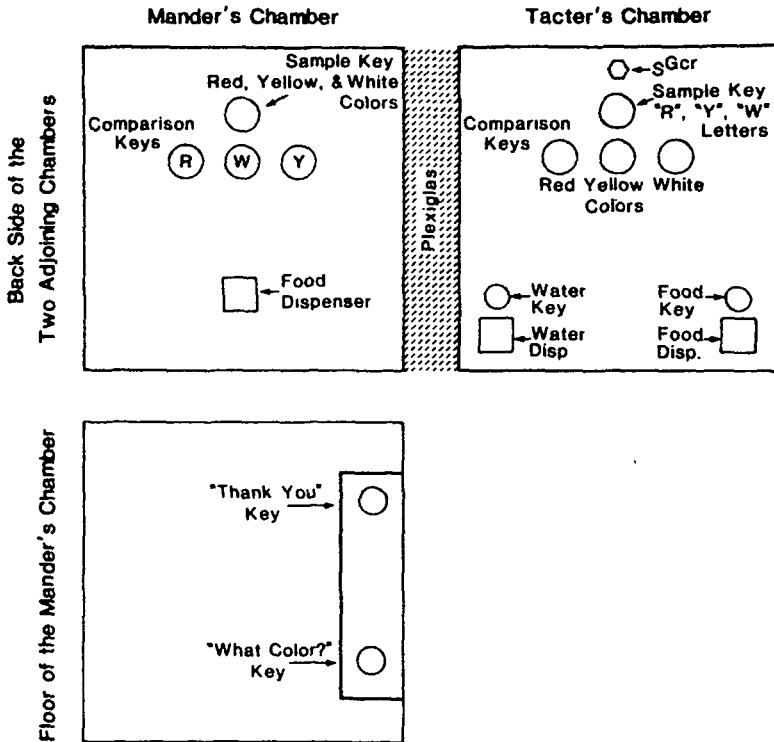 Mander's Chamber
Tacter's Chamber
Back Side of the
Two Adjoining Chambers
Sample Key
Red, Yellow, & White
Colors
Comparison
Keys
R
W
Y
Food
Dispenser
Plexiglas
SGcr
Sample Key
"R", "Y", "W"
Letters
Comparison
Keys
Red Yellow White
Colors
Water
Key
Food
Key
Water
Disp
Food
Disp.
Floor of the Mander's Chamber
"Thank You"
Key
"What Color?"
Key